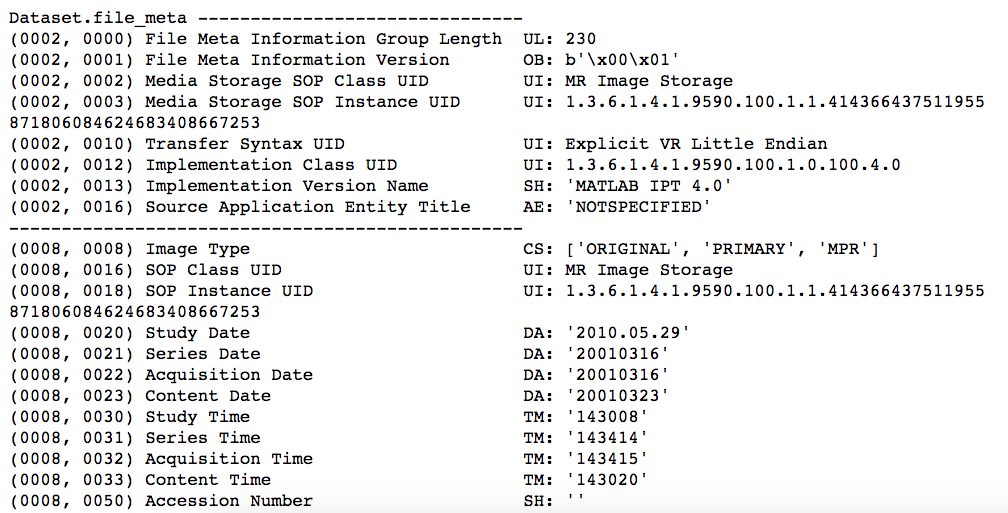 Dataset.file_meta -------------------------------
(0002, 0000) File Meta Information Group Length  UL: 230
(0002, 0001) File Meta Information Version       OB: b'\x00\x01'
(0002, 0002) Media Storage SOP Class UID         UI: MR Image Storage
(0002, 0003) Media Storage SOP Instance UID      UI: 1.3.6.1.4.1.9590.100.1.1.414366437511955
871806084624683408667253
(0002, 0010) Transfer Syntax UID                 UI: Explicit VR Little Endian
(0002, 0012) Implementation Class UID            UI: 1.3.6.1.4.1.9590.100.1.0.100.4.0
(0002, 0013) Implementation Version Name         SH: 'MATLAB IPT 4.0'
(0002, 0016) Source Application Entity Title     AE: 'NOTSPECIFIED'
-------------------------------------------------
(0008, 0008) Image Type                          CS: ['ORIGINAL', 'PRIMARY', 'MPR']
(0008, 0016) SOP Class UID                       UI: MR Image Storage
(0008, 0018) SOP Instance UID                    UI: 1.3.6.1.4.1.9590.100.1.1.414366437511955
871806084624683408667253
(0008, 0020) Study Date                          DA: '2010.05.29'
(0008, 0021) Series Date                         DA: '20010316'
(0008, 0022) Acquisition Date                    DA: '20010316'
(0008, 0023) Content Date                        DA: '20010323'
(0008, 0030) Study Time                          TM: '143008'
(0008, 0031) Series Time                         TM: '143414'
(0008, 0032) Acquisition Time                    TM: '143415'
(0008, 0033) Content Time                        TM: '143020'
(0008, 0050) Accession Number                    SH: ''